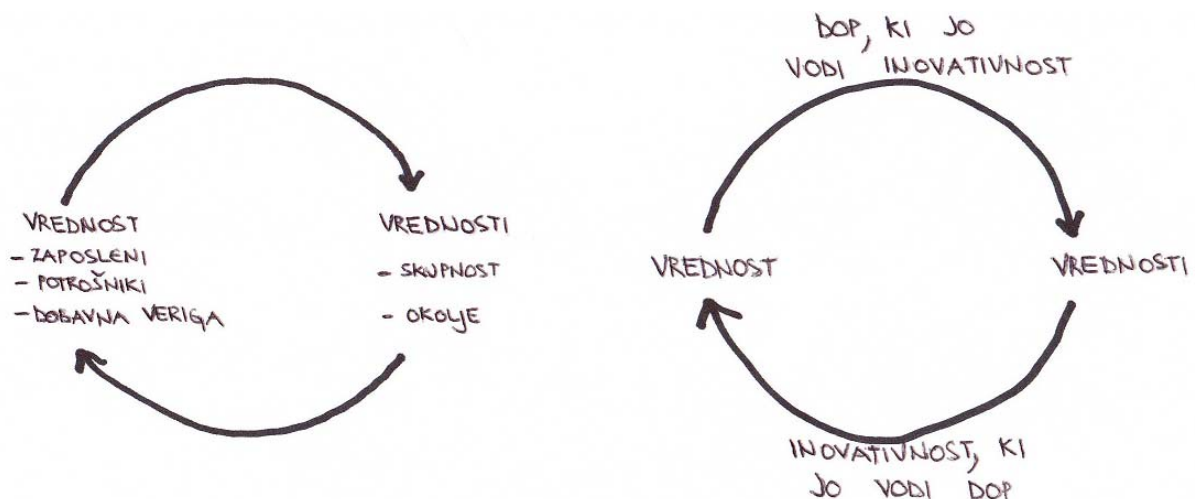 VREDNOST
- ZAPOSLENI
- POTROŠNIKI
- DOBAVNA VERIGA
VREDNOSTI
- SKUPNOST
- OKOLJE
DOP, KI JO
VODI INOVATIVNOST
VREDNOST
VREDNOSTI
INOVATIVNOST, KI
JO VODI DOP